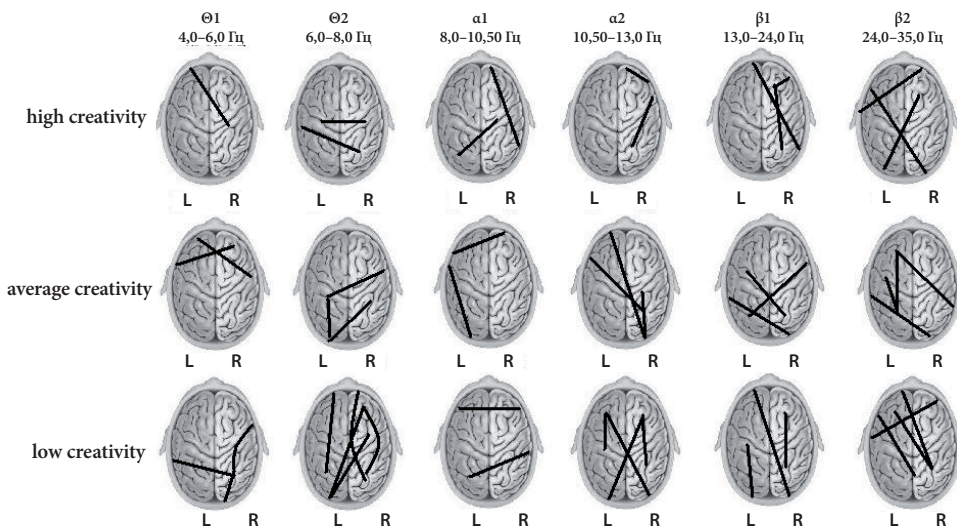 Θ1 Θ2 α1 α2 β1 β2
4,0–6,0 Гц 6,0–8,0 Гц 8,0–10,50 Гц 10,50–13,0 Гц 13,0–24,0 Гц 24,0–35,0 Гц
high creativity
L R L R L R L R L R L R
average creativity
L R L R L R L R L R L R
low creativity
L R L R L R L R L R L R